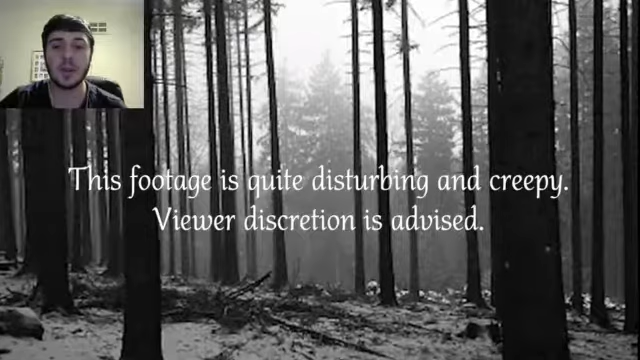 This footage is quite disturbing and creepy.
Viewer discretion is advised.